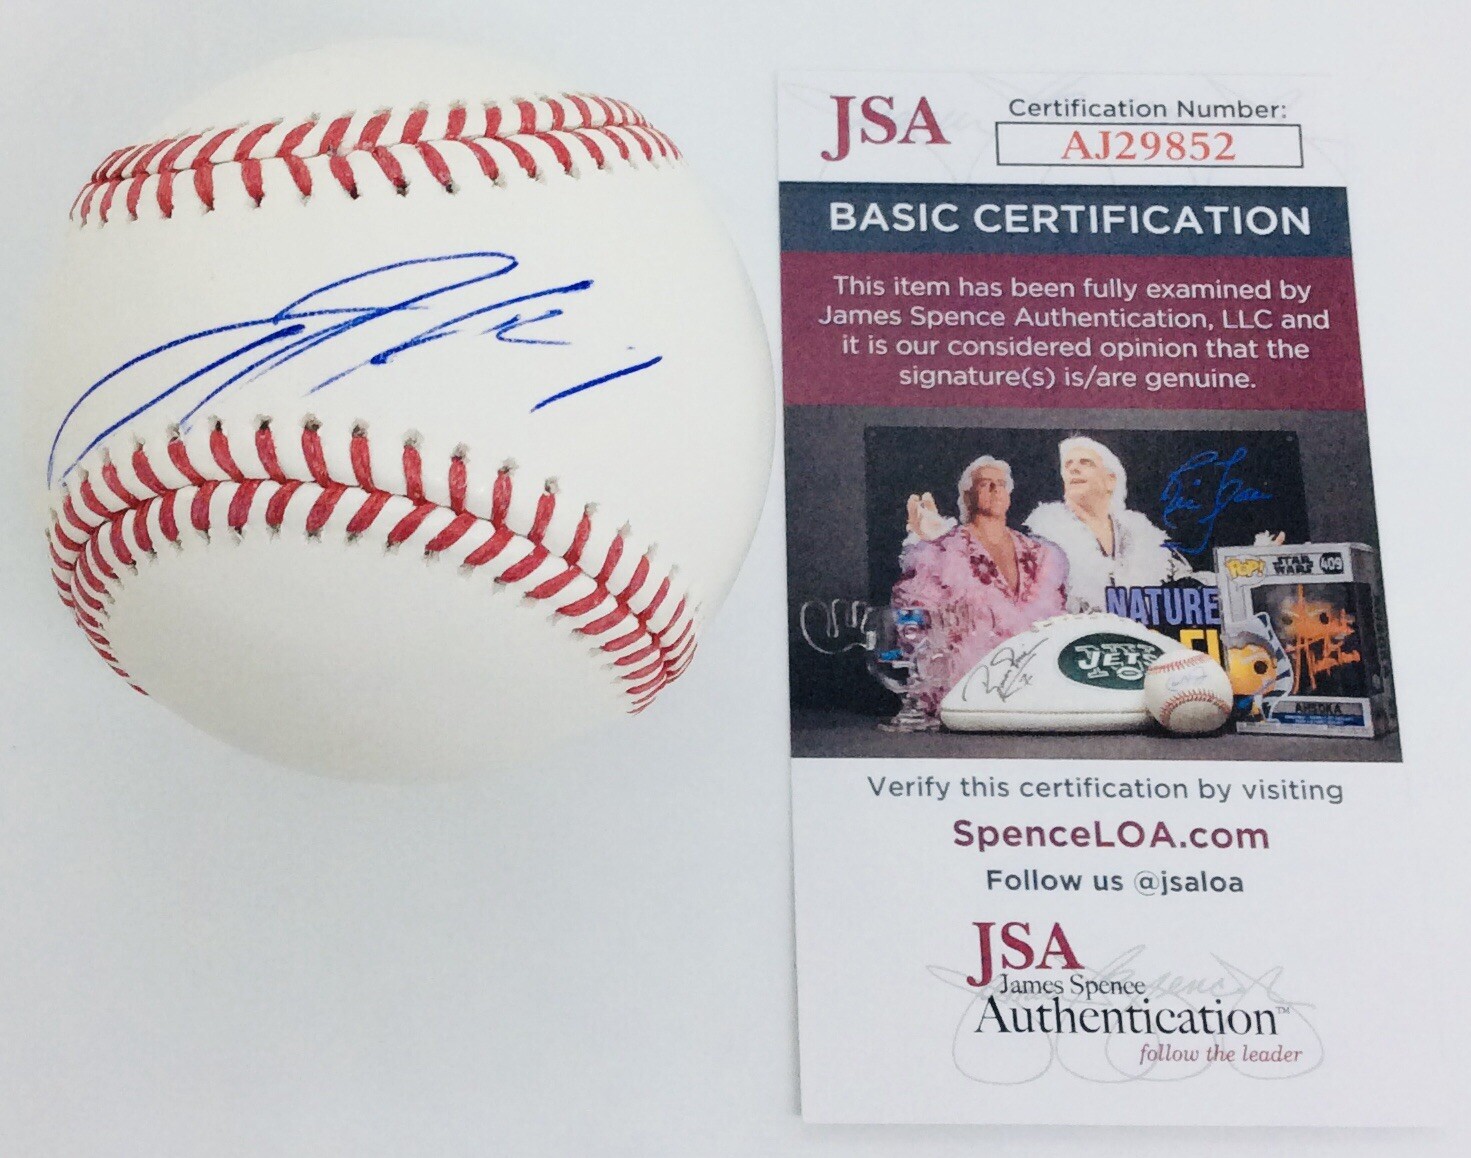 JSA
Certification Number:
AJ29852
BASIC CERTIFICATION
This item has been fully examined by
James Spence Authentication, LLC and
it is our considered opinion that the
signature(s) is/are genuine.
NATURE
POP!
STAR
WARS
409
JETS
AHSOKA
Verify this certification by visiting
SpenceLOA.com
Follow us @jsaloa
JSA
James Spence
Authentication™
follow the leader